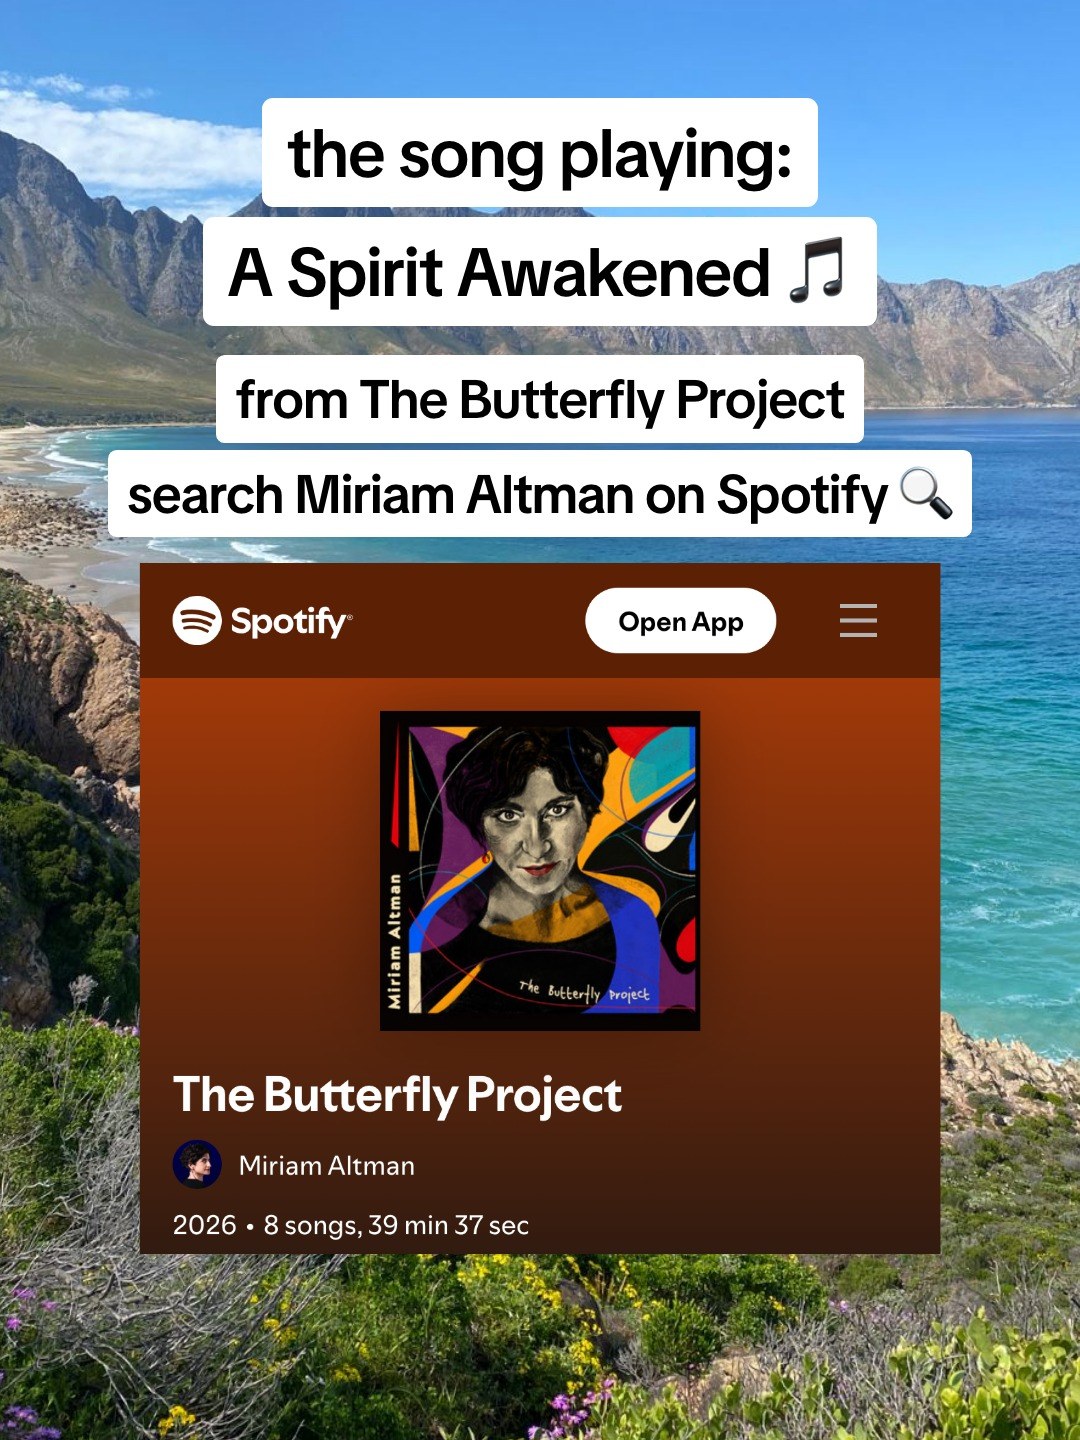 the song playing:
A Spirit Awakened 🎵
from The Butterfly Project
search Miriam Altman on Spotify 🔍
Spotify®
Open App
Miriam Altman
The Butterfly Project
The Butterfly Project
Miriam Altman
2026 • 8 songs, 39 min 37 sec